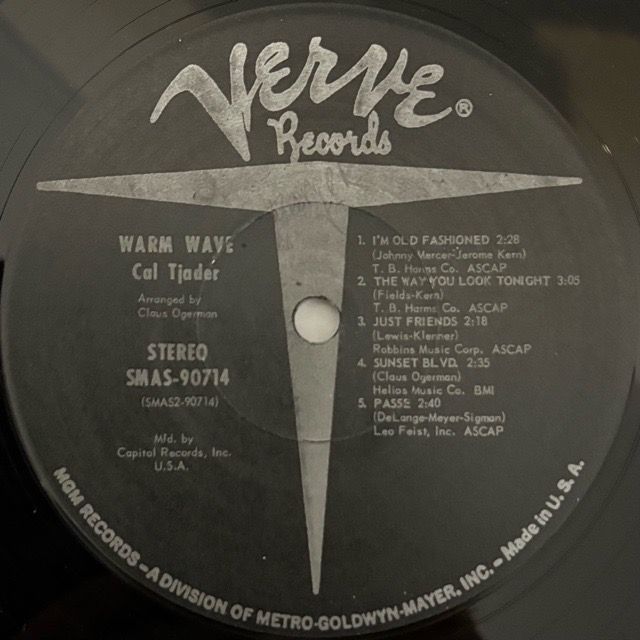 Verve®
Records
WARM WAVE
Cal Tjader
Arranged by
Claus Ogerman
STEREO
SMAS-90714
(SMAS2-90714)
Mfd. by
Capitol Records, Inc.
U.S.A.
1. I'M OLD FASHIONED 2:28
(Johnny Mercer-Jerome Kern)
T. B. Harms Co. ASCAP
2. THE WAY YOU LOOK TONIGHT 3:05
(Fields-Kern)
T. B. Harms Co. ASCAP
3. JUST FRIENDS 2:18
(Lewis-Klenner)
Robbins Music Corp. ASCAP
4. SUNSET BLVD. 2:35
(Claus Ogerman)
Helios Music Co. BMI
5. PASSE 2:40
(DeLange-Meyer-Sigman)
Leo Feist, Inc. ASCAP
MGM RECORDS – A DIVISION OF METRO-GOLDWYN-MAYER, INC. – Made in U.S.A.